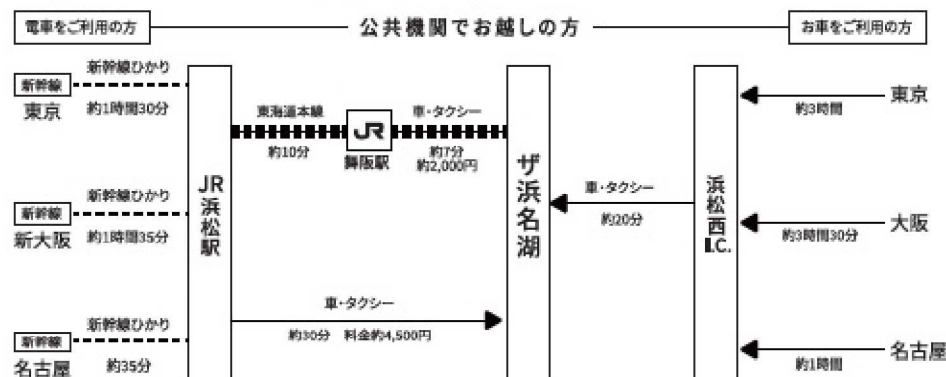 電車をご利用の方
公共機関でお越しの方
お車をご利用の方
新幹線
東京
新幹線ひかり
約1時間30分
新幹線
新大阪
新幹線ひかり
約1時間35分
新幹線
名古屋
新幹線ひかり
約35分
JR浜松駅
東海道本線
約10分
JR
舞阪駅
車・タクシー
約7分
約2,000円
車・タクシー
約30分 料金約4,500円
ザ浜名湖
車・タクシー
約20分
浜松西I.C.
約3時間
東京
約3時間30分
大阪
約1時間
名古屋